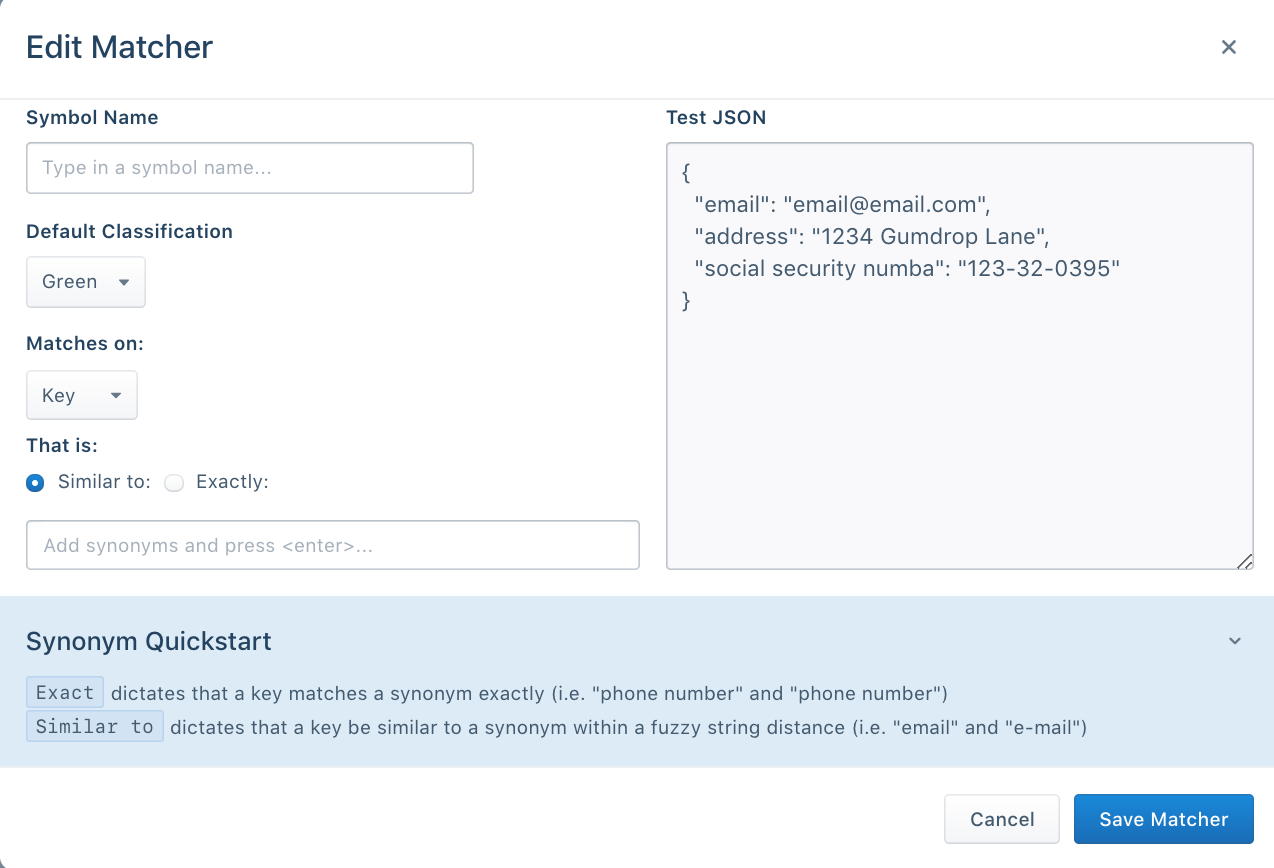 Edit Matcher
Symbol Name
Type in a symbol name...
Default Classification
Green
Matches on:
Key
That is:
Similar to: Exactly:
Add synonyms and press <enter>...
Test JSON
{
"email": "email@email.com",
"address": "1234 Gumdrop Lane",
"social security numba": "123-32-0395"
}
Synonym Quickstart
Exact dictates that a key matches a synonym exactly (i.e. "phone number" and "phone number")
Similar to dictates that a key be similar to a synonym within a fuzzy string distance (i.e. "email" and "e-mail")
Cancel Save Matcher